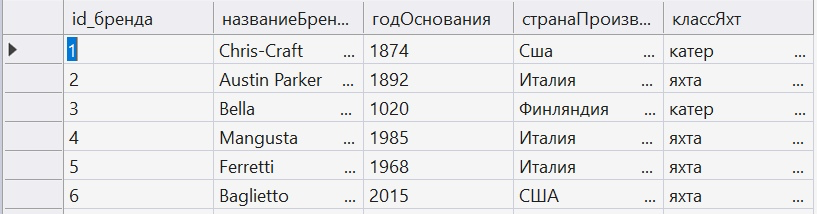 id_бренда названиеБрен... годОснования странаПроизв... классЯхт
1 Chris-Craft ... 1874 Сша ... катер ...
2 Austin Parker ... 1892 Италия ... яхта ...
3 Bella ... 1020 Финляндия ... катер ...
4 Mangusta ... 1985 Италия ... яхта ...
5 Ferretti ... 1968 Италия ... яхта ...
6 Baglietto ... 2015 США ... яхта ...